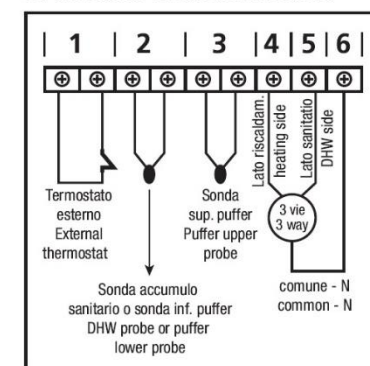 | 1 | 2 | 3 |4|5|6|
Lato riscaldam.
heating side
Lato sanitatio
DHW side
Termostato
esterno
External
thermostat
Sonda
sup. puffer
Puffer upper
probe
3 vie
3 way
Sonda accumulo
sanitario o sonda inf. puffer
DHW probe or puffer
lower probe
comune - N
common - N